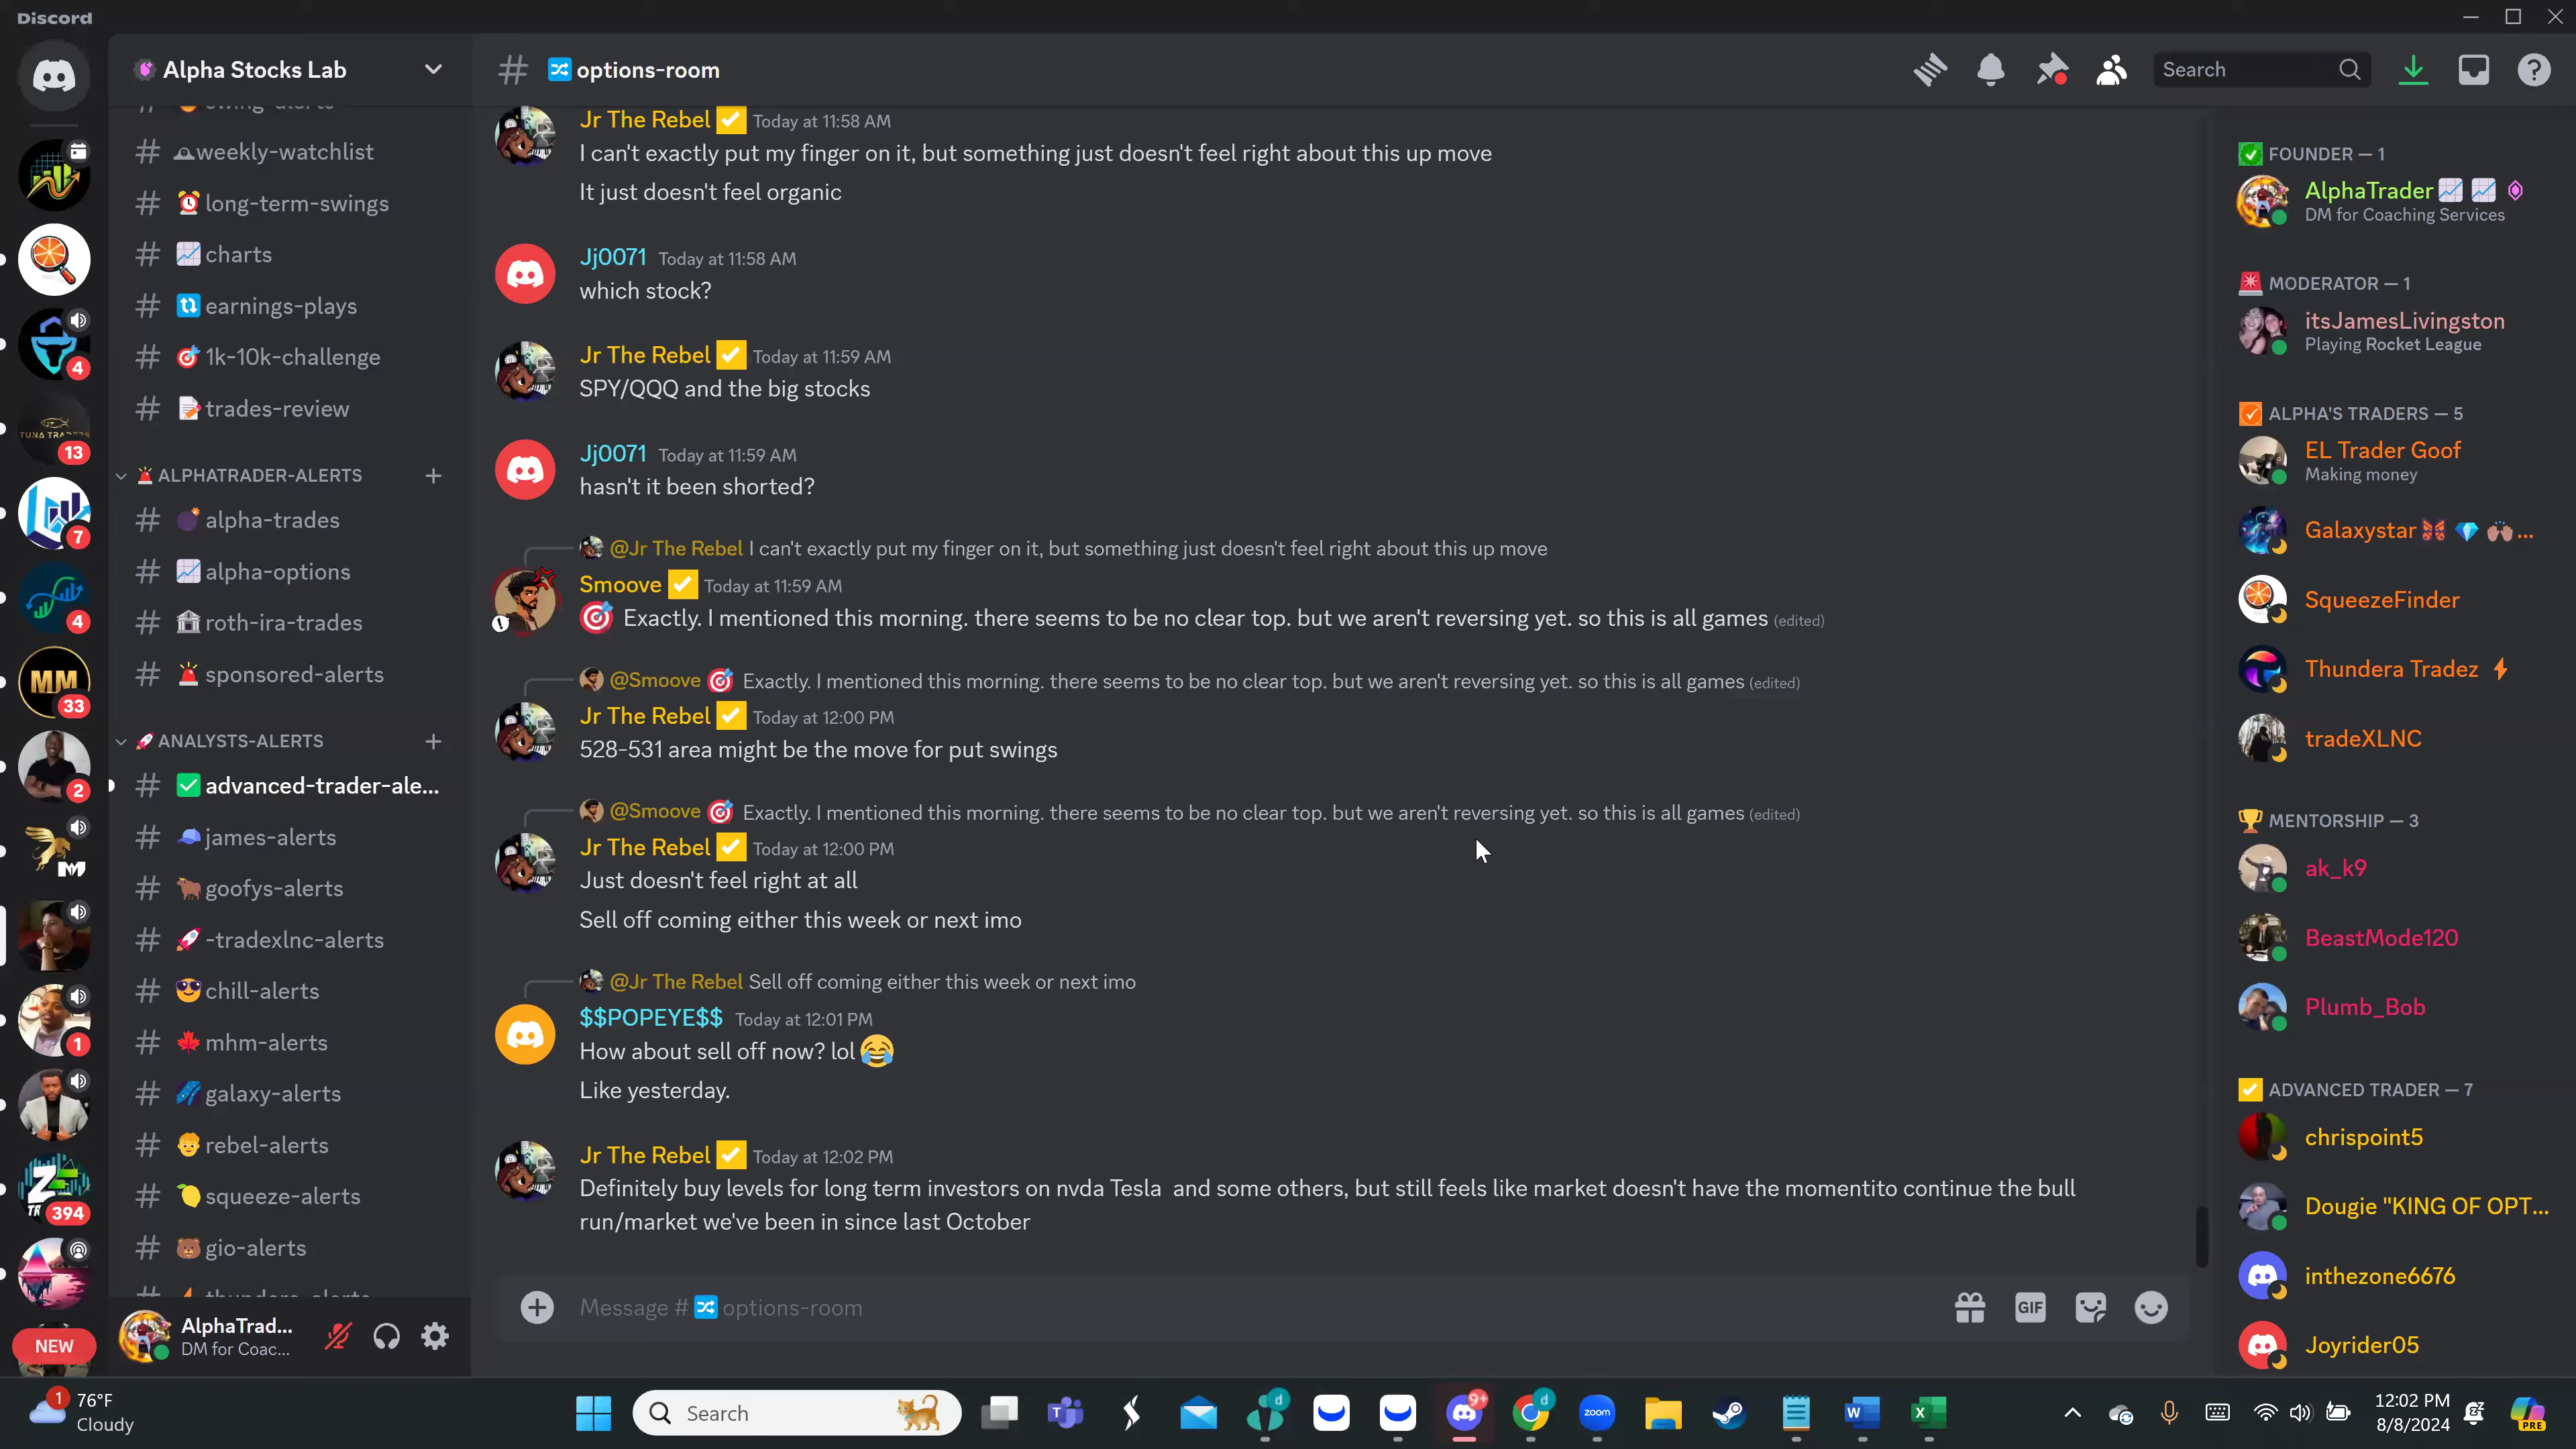 Discord
Alpha Stocks Lab
weekly-watchlist
long-term-swings
charts
earnings-plays
1k-10k-challenge
trades-review
ALPHATRADER-ALERTS
alpha-trades
alpha-options
roth-ira-trades
sponsored-alerts
ANALYSTS-ALERTS
advanced-trader-ale...
james-alerts
goofys-alerts
-tradexlnc-alerts
chill-alerts
mhm-alerts
galaxy-alerts
rebel-alerts
squeeze-alerts
gio-alerts
AlphaTrad...
DM for Coac...
4
TUNA TRADERS
13
7
4
MM
33
2
1
394
NEW
# options-room
Search
Jr The Rebel Today at 11:58 AM
I can't exactly put my finger on it, but something just doesn't feel right about this up move
It just doesn't feel organic
Jj0071 Today at 11:58 AM
which stock?
Jr The Rebel Today at 11:59 AM
SPY/QQQ and the big stocks
Jj0071 Today at 11:59 AM
hasn't it been shorted?
@Jr The Rebel I can't exactly put my finger on it, but something just doesn't feel right about this up move
Smoove Today at 11:59 AM
Exactly. I mentioned this morning. there seems to be no clear top. but we aren't reversing yet. so this is all games (edited)
@Smoove Exactly. I mentioned this morning. there seems to be no clear top. but we aren't reversing yet. so this is all games (edited)
Jr The Rebel Today at 12:00 PM
528-531 area might be the move for put swings
@Smoove Exactly. I mentioned this morning. there seems to be no clear top. but we aren't reversing yet. so this is all games (edited)
Jr The Rebel Today at 12:00 PM
Just doesn't feel right at all
Sell off coming either this week or next imo
@Jr The Rebel Sell off coming either this week or next imo
$$POPEYE$$ Today at 12:01 PM
How about sell off now? lol
Like yesterday.
Jr The Rebel Today at 12:02 PM
Definitely buy levels for long term investors on nvda Tesla and some others, but still feels like market doesn't have the momentito continue the bull
run/market we've been in since last October
Message # options-room
GIF
FOUNDER — 1
AlphaTrader
DM for Coaching Services
MODERATOR — 1
itsJamesLivingston
Playing Rocket League
ALPHA'S TRADERS — 5
EL Trader Goof
Making money
Galaxystar ...
SqueezeFinder
Thundera Tradez
tradeXLNC
MENTORSHIP — 3
ak_k9
BeastMode120
Plumb_Bob
ADVANCED TRADER — 7
chrispoint5
Dougie "KING OF OPT...
inthezone6676
Joyrider05
1
76°F
Cloudy
Search
9+
zoom
12:02 PM
8/8/2024
PRE